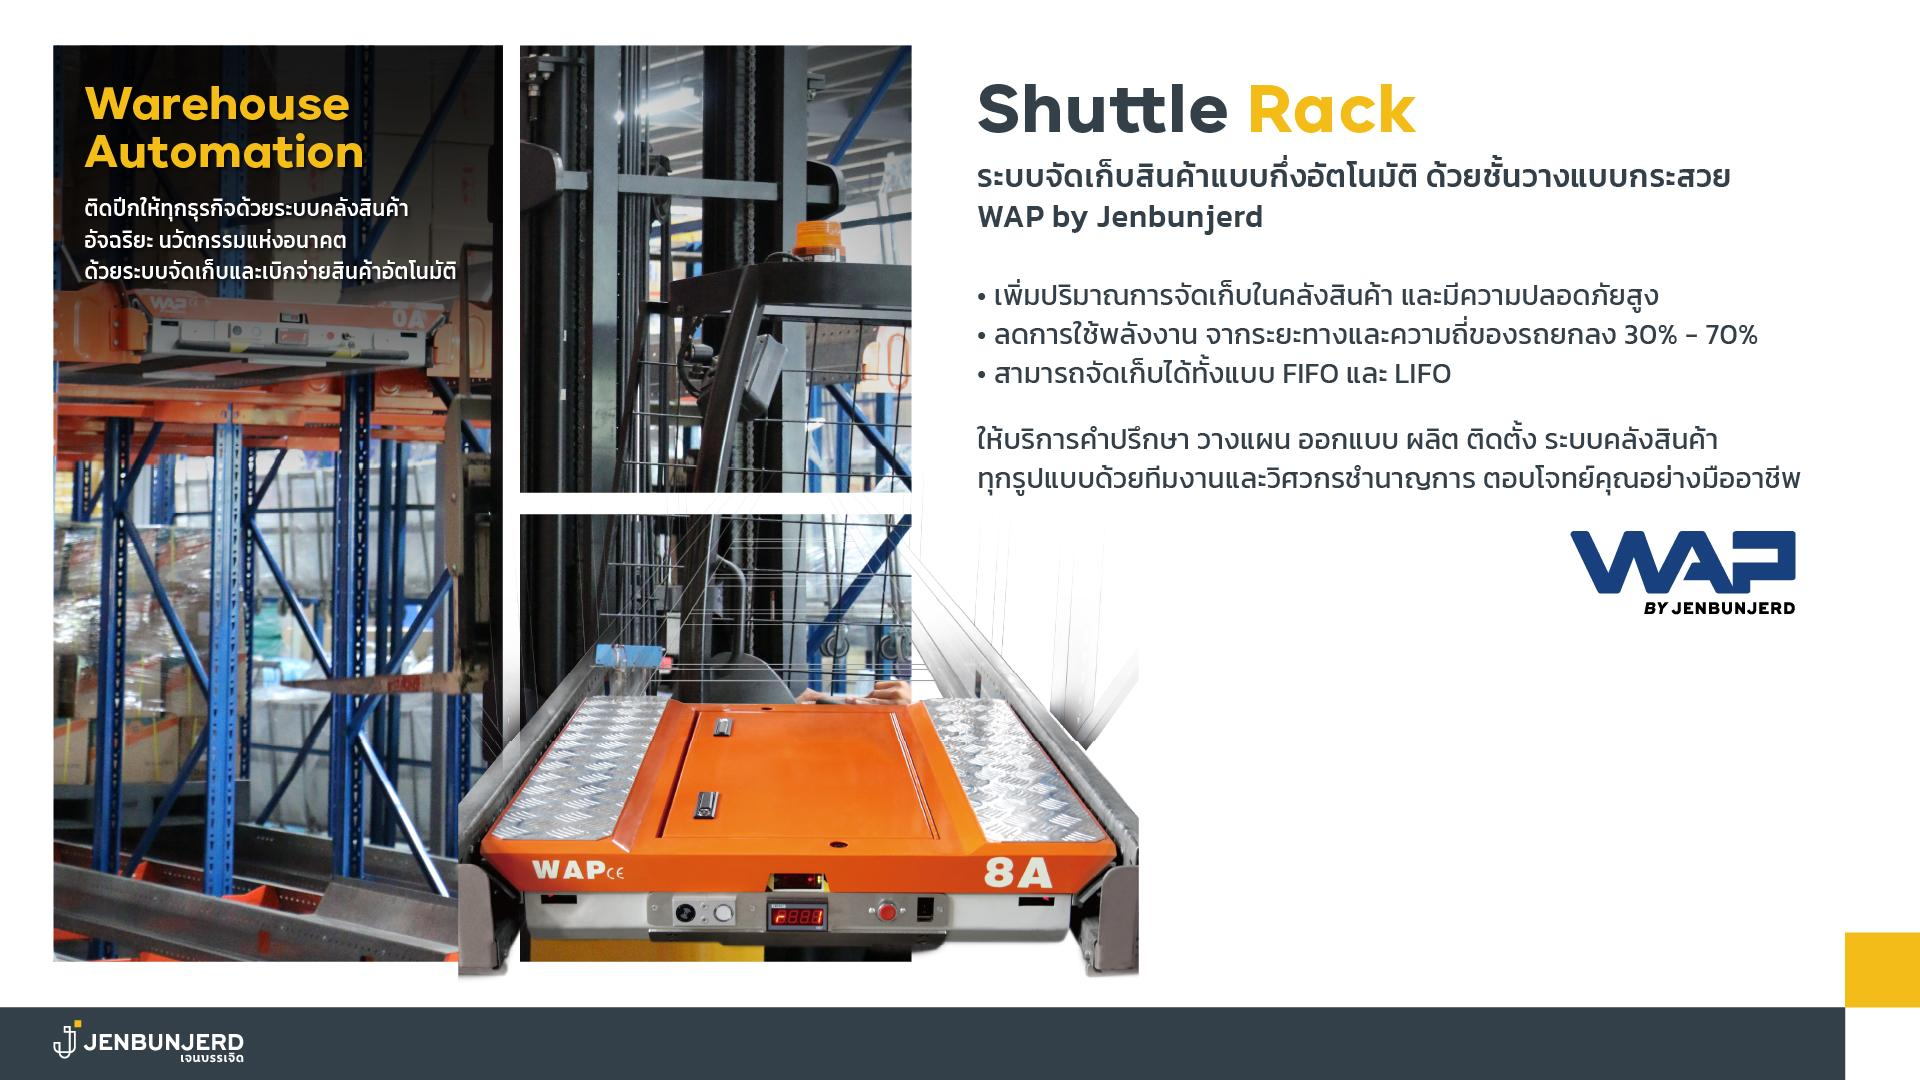 Warehouse
Automation
ติดปีกให้ทุกธุรกิจด้วยระบบคลังสินค้า
อัจฉริยะ นวัตกรรมแห่งอนาคต
ด้วยระบบจัดเก็บและเบิกจ่ายสินค้าอัตโนมัติ
WAP CE
Shuttle Rack
ระบบจัดเก็บสินค้าแบบกึ่งอัตโนมัติ ด้วยชั้นวางแบบกระสวย
WAP by Jenbunjerd
• เพิ่มปริมาณการจัดเก็บในคลังสินค้า และมีความปลอดภัยสูง
• ลดการใช้พลังงาน จากระยะทางและความถี่ของรถยกลง 30% - 70%
• สามารถจัดเก็บได้ทั้งแบบ FIFO และ LIFO
ให้บริการคำปรึกษา วางแผน ออกแบบ ผลิต ติดตั้ง ระบบคลังสินค้า
ทุกรูปแบบด้วยทีมงานและวิศวกรชำนาญการ ตอบโจทย์คุณอย่างมืออาชีพ
WAP
BY JENBUNJERD
WAP CE 8A
JENBUNJERD
เจนบรรเจิด